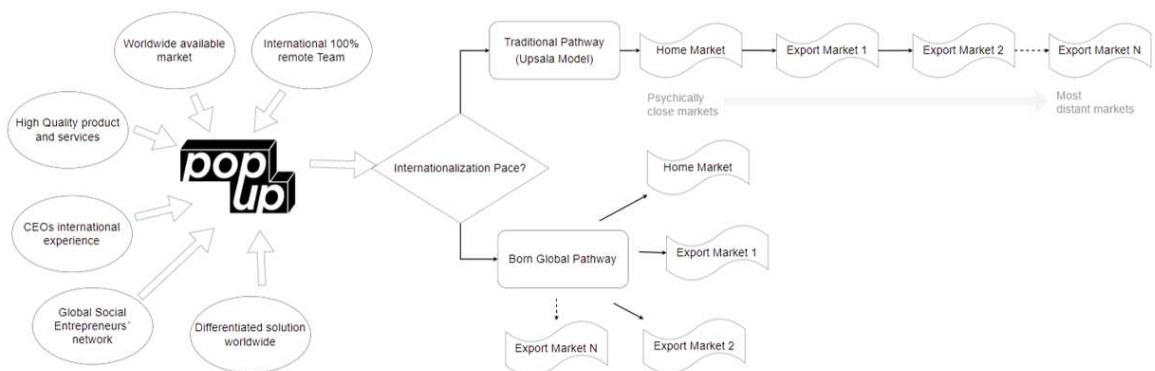 Worldwide available
market
International 100%
remote Team
High Quality product
and services
CEOs international
experience
Global Social
Entrepreneurs´
network
Differentiated solution
worldwide
pop
up
Internationalization Pace?
Traditional Pathway
(Upsala Model)
Home Market
Export Market 1
Export Market 2
Export Market N
Psychically
close markets
Most
distant markets
Born Global Pathway
Home Market
Export Market 1
Export Market 2
Export Market N